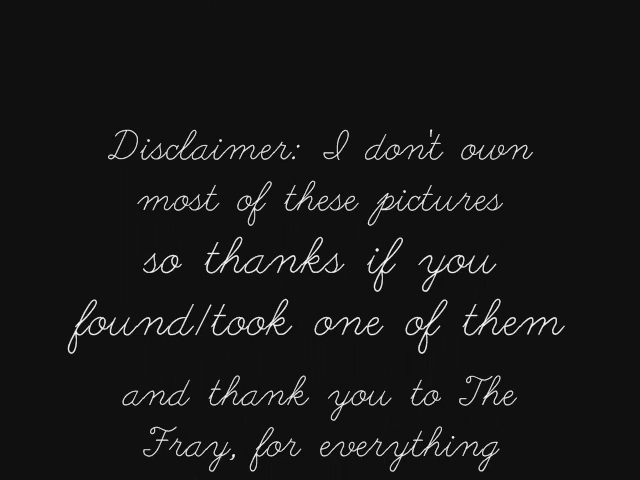 Disclaimer: I don't own
most of these pictures
so thanks if you
found/took one of them
and thank you to The
Fray, for everything